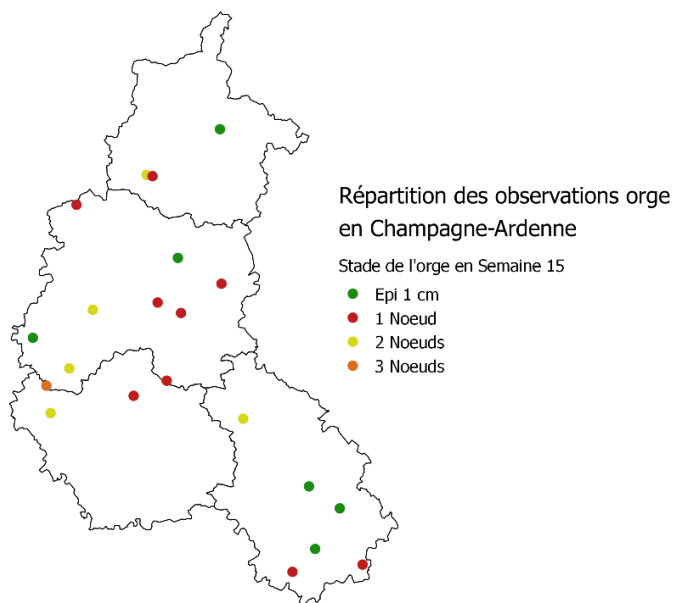 Répartition des observations orge
en Champagne-Ardenne
Stade de l'orge en Semaine 15
Epi 1 cm
1 Noeud
2 Noeuds
3 Noeuds